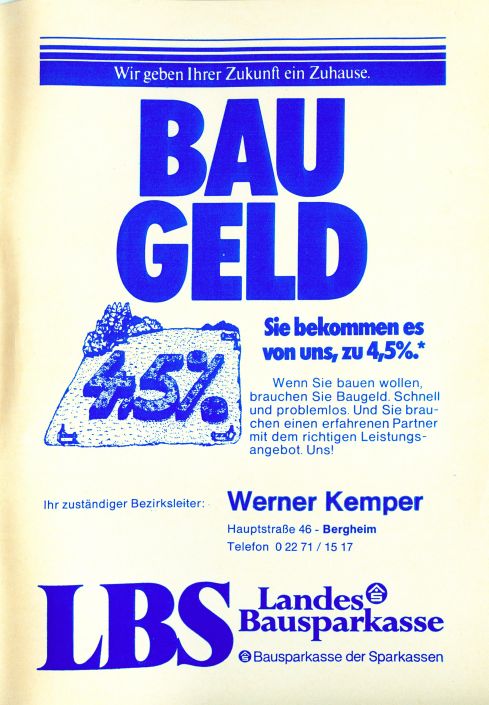 Wir geben Ihrer Zukunft ein Zuhause.
BAU
GELD
Sie bekommen es
von uns, zu 4,5%.*
4,5%
Wenn Sie bauen wollen,
brauchen Sie Baugeld. Schnell
und problemlos. Und Sie brau-
chen einen erfahrenen Partner
mit dem richtigen Leistungs-
angebot. Uns!
Ihr zuständiger Bezirksleiter:
Werner Kemper
Hauptstraße 46 - Bergheim
Telefon 0 22 71 / 15 17
LBS
Landes
Bausparkasse
Bausparkasse der Sparkassen